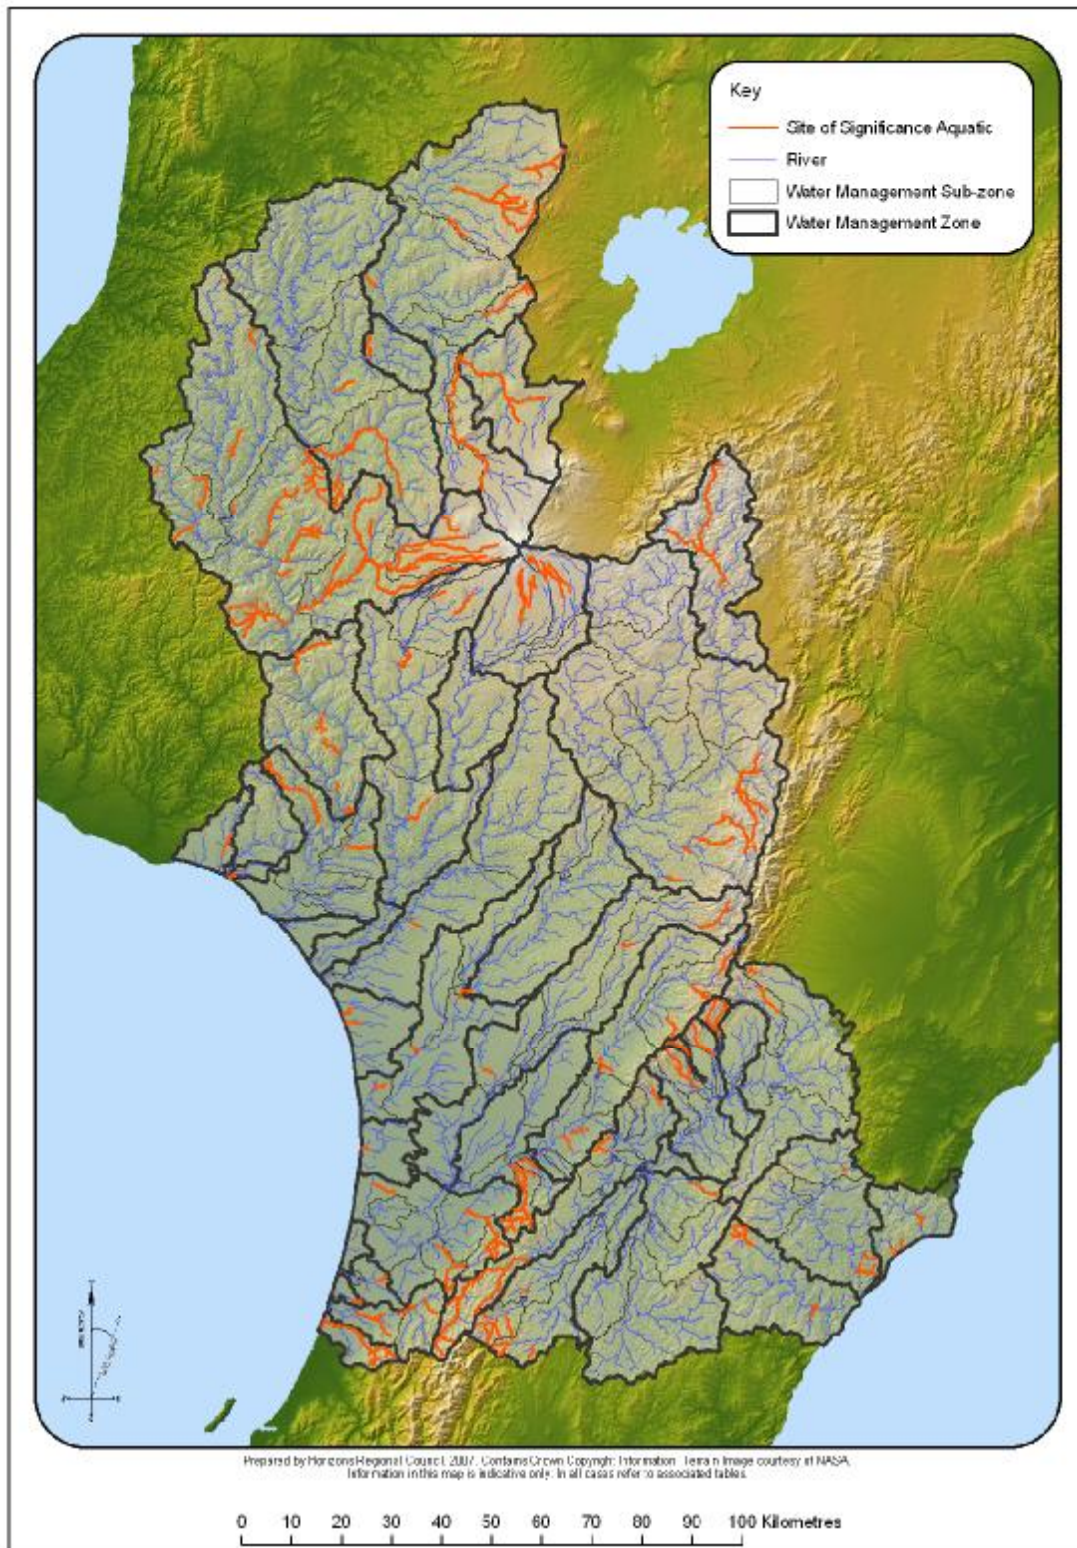 Key
Site of Significance Aquatic
River
Water Management Sub-zone
Water Management Zone
Prepared by Horizons Regional Council, 2007. Contains Crown Copyright Information. Terrain Image courtesy of NASA.
Information in this map is indicative only. In all cases refer to associated tables.
0 10 20 30 40 50 60 70 80 90 100 Kilometres